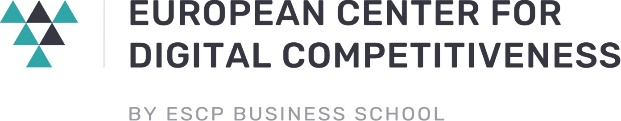 EUROPEAN CENTER FOR
DIGITAL COMPETITIVENESS
BY ESCP BUSINESS SCHOOL